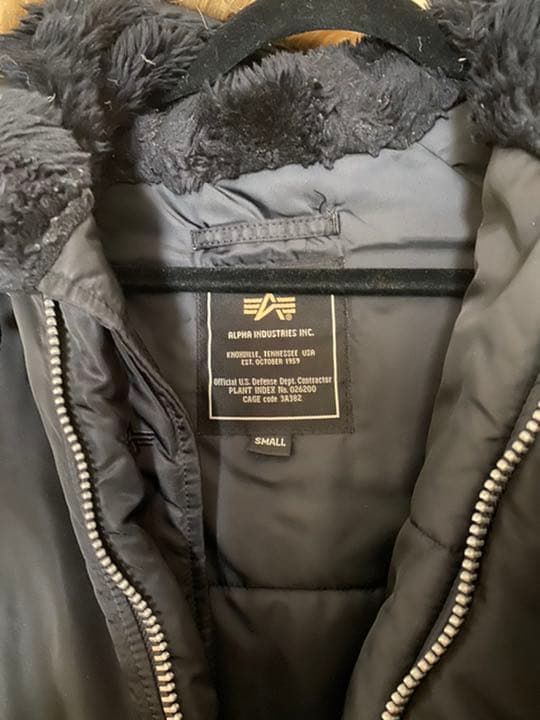 ALPHA INDUSTRIES INC.
KNOXVILLE, TENNESSEE USA
EST. OCTOBER 1959
Official U.S. Defense Dept. Contractor
PLANT INDEX No. 026200
CAGE code 3A382
SMALL